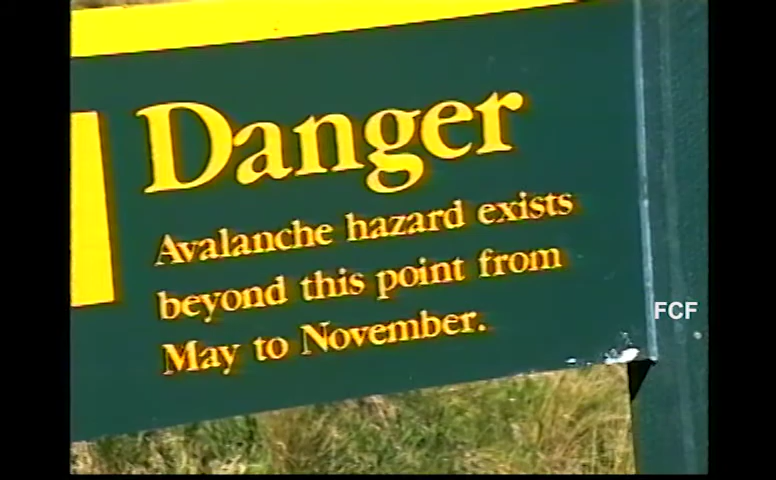 Danger
Avalanche hazard exists
beyond this point from
May to November.
FCF